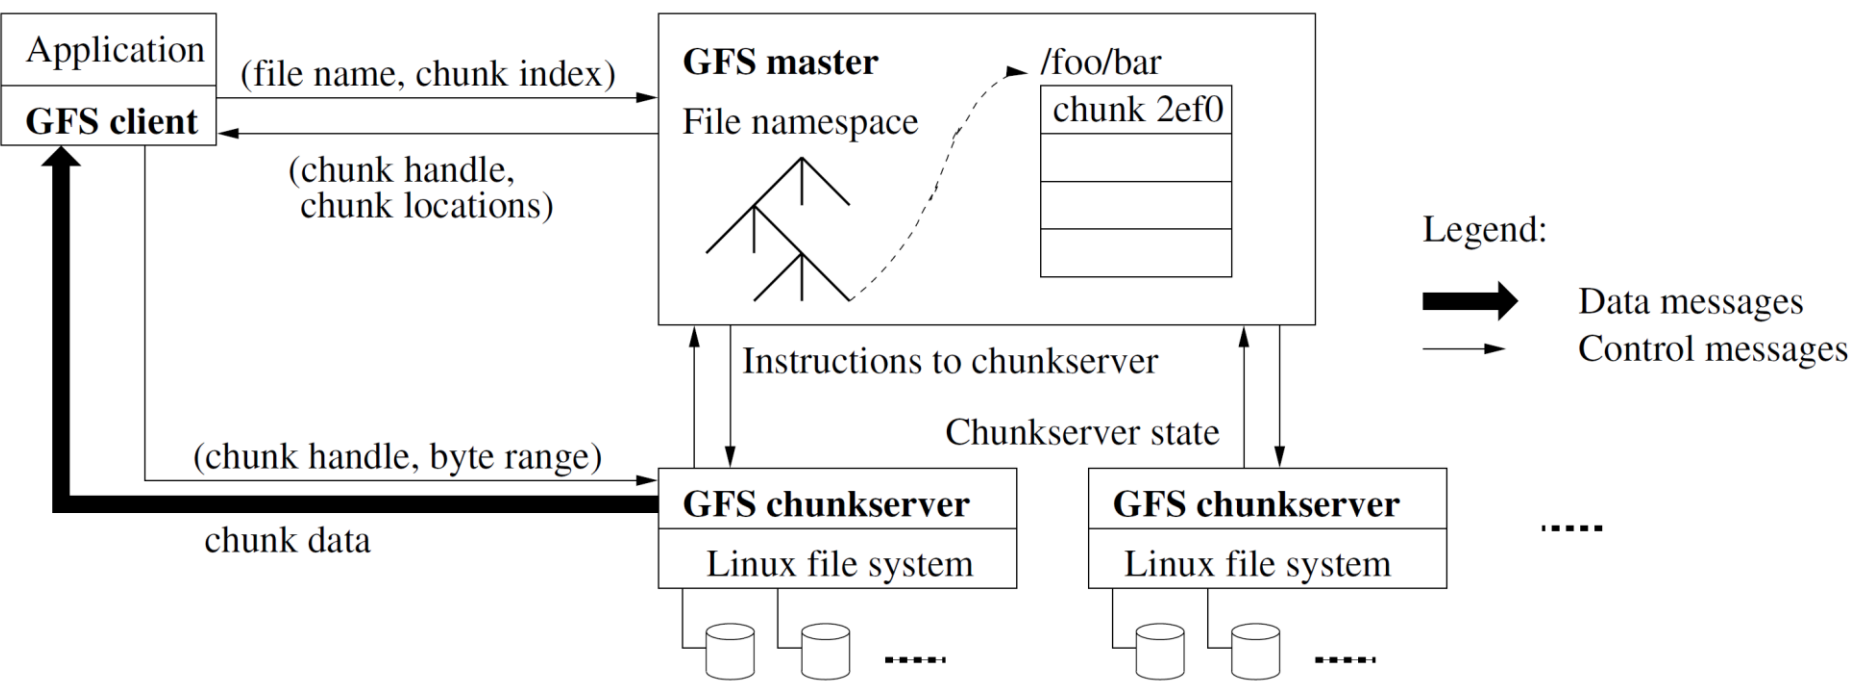 Application
GFS client
(file name, chunk index)
(chunk handle,
chunk locations)
GFS master
File namespace
/foo/bar
chunk 2ef0
Legend:
Data messages
Control messages
Instructions to chunkserver
Chunkserver state
(chunk handle, byte range)
chunk data
GFS chunkserver
Linux file system
GFS chunkserver
Linux file system